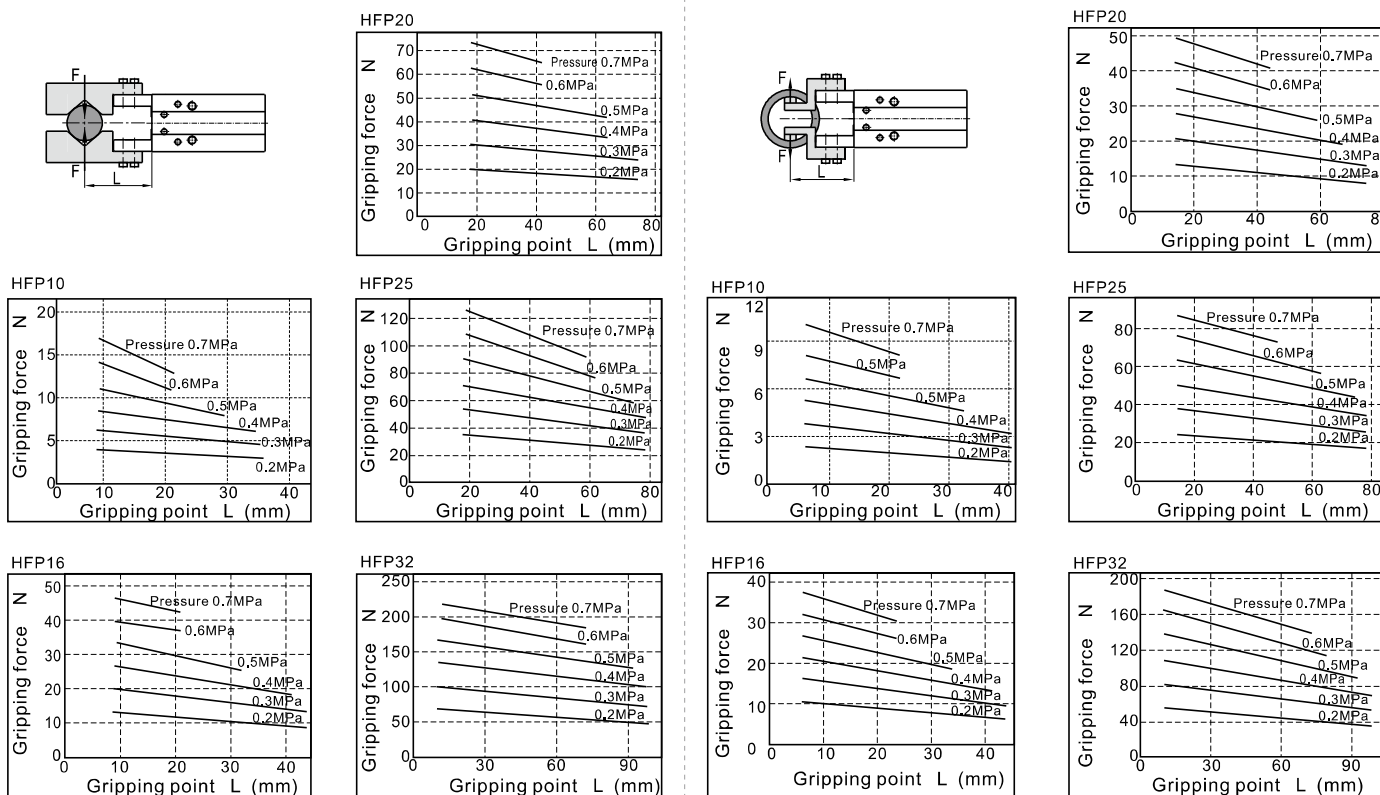 F
F
L
HFP20
Gripping force N
70
60
50
40
30
20
10
0
Pressure 0.7MPa
0.6MPa
0.5MPa
0.4MPa
0.3MPa
0.2MPa
0 20 40 60 80
Gripping point L (mm)
HFP10
Gripping force N
20
15
10
5
0
Pressure 0.7MPa
0.6MPa
0.5MPa
0.4MPa
0.3MPa
0.2MPa
0 10 20 30 40
Gripping point L (mm)
HFP25
Gripping force N
120
100
80
60
40
20
0
Pressure 0.7MPa
0.6MPa
0.5MPa
0.4MPa
0.3MPa
0.2MPa
0 20 40 60 80
Gripping point L (mm)
HFP16
Gripping force N
50
40
30
20
10
0
Pressure 0.7MPa
0.6MPa
0.5MPa
0.4MPa
0.3MPa
0.2MPa
0 10 20 30 40
Gripping point L (mm)
HFP32
Gripping force N
250
200
150
100
50
0
Pressure 0.7MPa
0.6MPa
0.5MPa
0.4MPa
0.3MPa
0.2MPa
0 30 60 90
Gripping point L (mm)
F
F
L
HFP20
Gripping force N
50
40
30
20
10
0
Pressure 0.7MPa
0.6MPa
0.5MPa
0.4MPa
0.3MPa
0.2MPa
0 20 40 60 80
Gripping point L (mm)
HFP10
Gripping force N
12
9
6
3
0
Pressure 0.7MPa
0.5MPa
0.5MPa
0.4MPa
0.3MPa
0.2MPa
0 10 20 30 40
Gripping point L (mm)
HFP25
Gripping force N
80
60
40
20
0
Pressure 0.7MPa
0.6MPa
0.5MPa
0.4MPa
0.3MPa
0.2MPa
0 20 40 60 80
Gripping point L (mm)
HFP16
Gripping force N
40
30
20
10
0
Pressure 0.7MPa
0.6MPa
0.5MPa
0.4MPa
0.3MPa
0.2MPa
0 10 20 30 40
Gripping point L (mm)
HFP32
Gripping force N
200
160
120
80
40
0
Pressure 0.7MPa
0.6MPa
0.5MPa
0.4MPa
0.3MPa
0.2MPa
0 30 60 90
Gripping point L (mm)